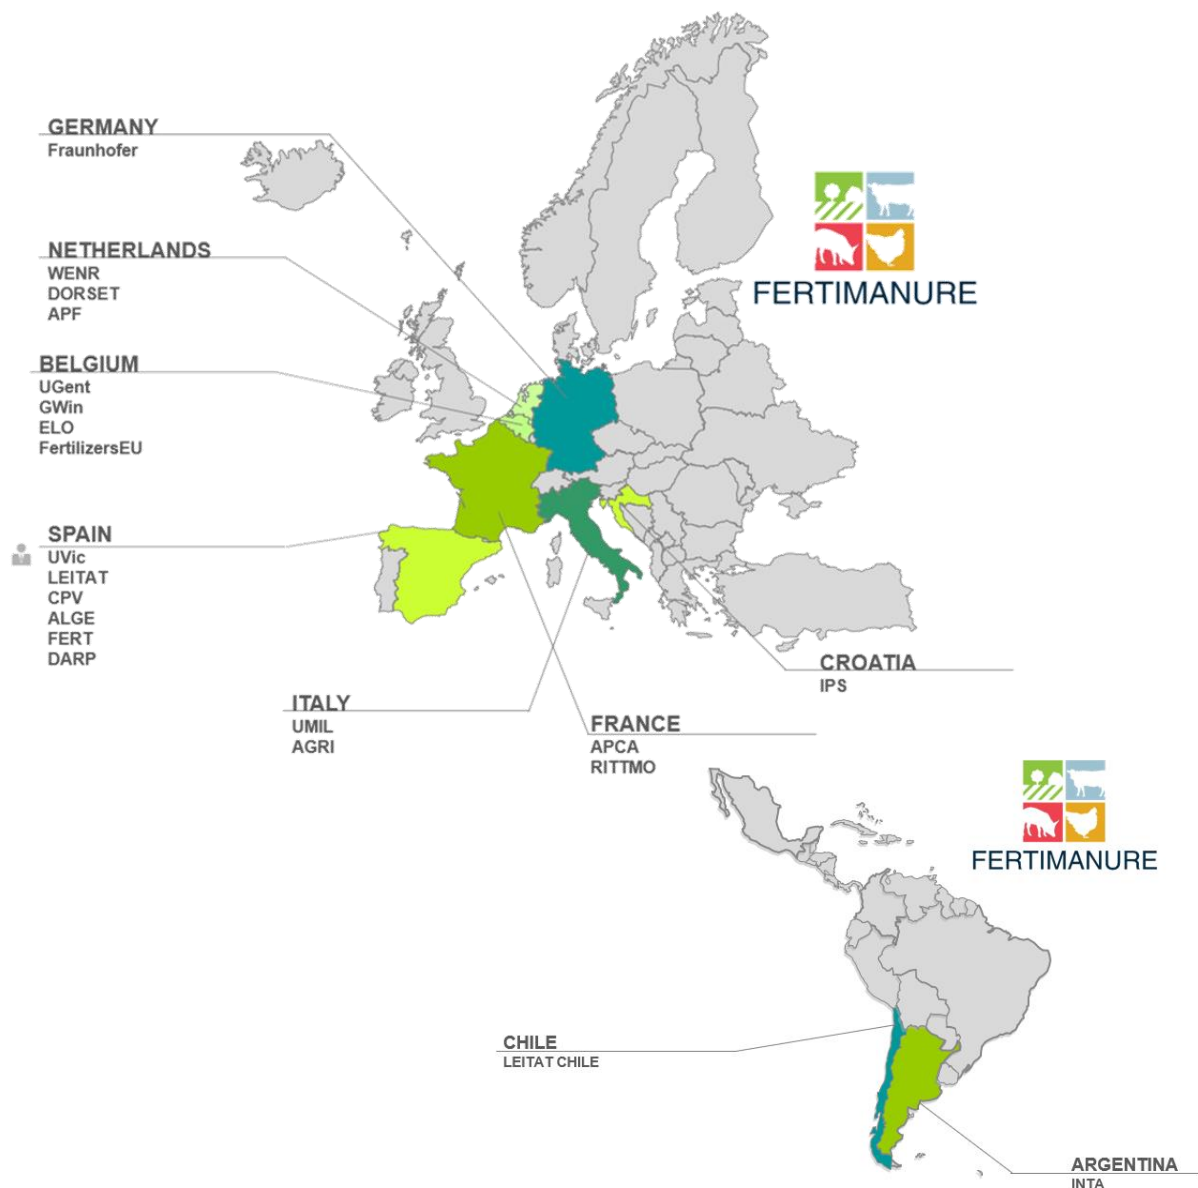 GERMANY
Fraunhofer
NETHERLANDS
WENR
DORSET
APF
FERTIMANURE
BELGIUM
UGent
GWin
ELO
FertilizersEU
SPAIN
UVic
LEITAT
CPV
ALGE
FERT
DARP
CROATIA
IPS
ITALY
UMIL
AGRI
FRANCE
APCA
RITTMO
FERTIMANURE
CHILE
LEITAT CHILE
ARGENTINA
INTA